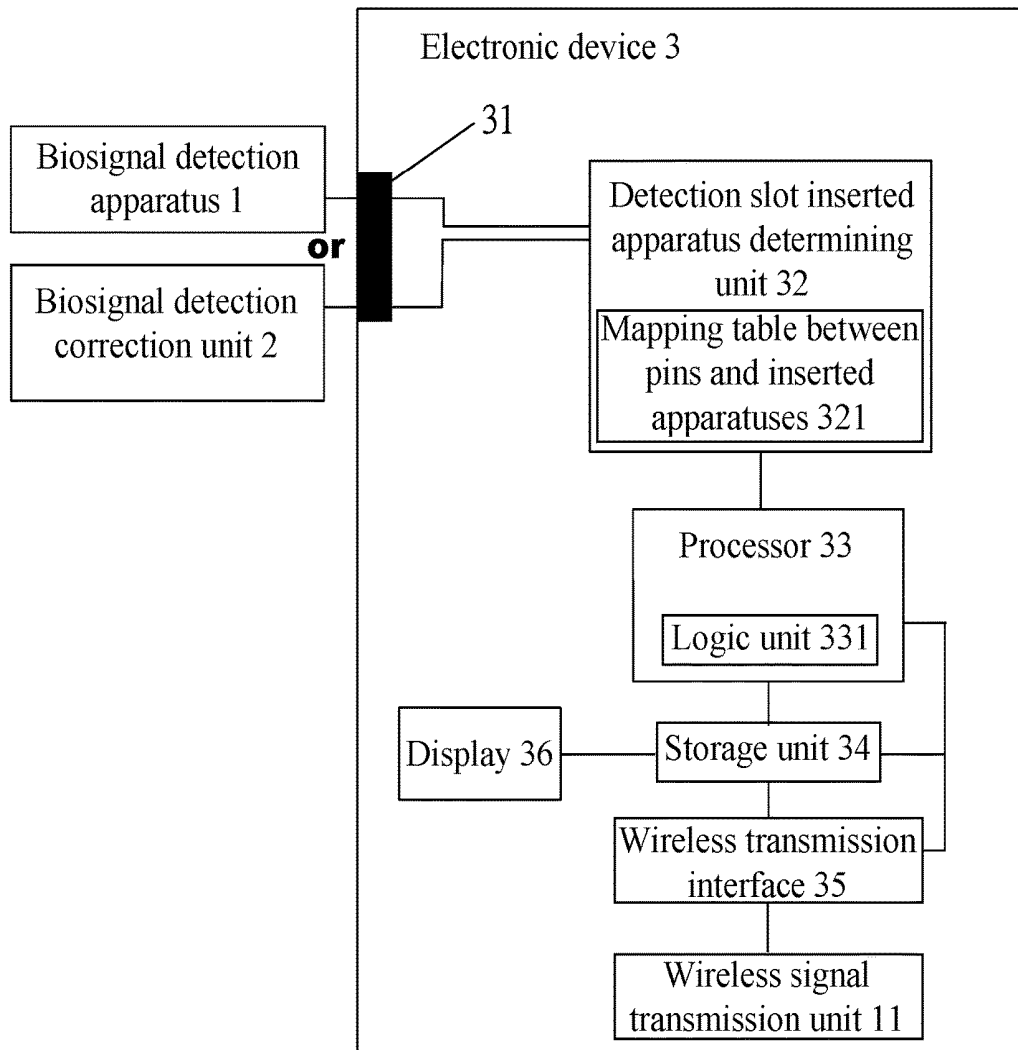 Electronic device 3
31
Biosignal detection
apparatus 1
or
Biosignal detection
correction unit 2
Detection slot inserted
apparatus determining
unit 32
Mapping table between
pins and inserted
apparatuses 321
Processor 33
Logic unit 331
Display 36
Storage unit 34
Wireless transmission
interface 35
Wireless signal
transmission unit 11